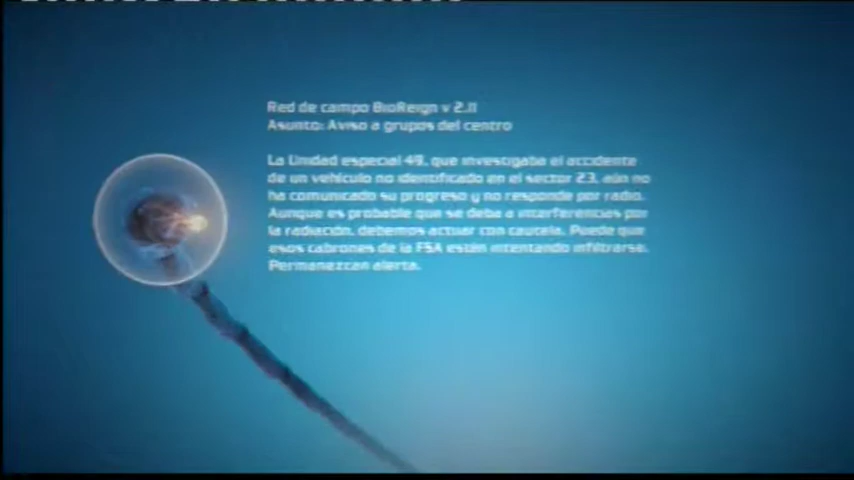 Red de campo BioReign v 2.11
Asunto: Aviso a grupos del centro
La Unidad especial 49, que investigaba el accidente
de un vehículo no identificado en el sector 23, aún no
ha comunicado su progreso y no responde por radio.
Aunque es probable que se deba a interferencias por
la radiación, debemos actuar con cautela. Puede que
esos cabrones de la FSA estén intentando infiltrarse.
Permanezcan alerta.